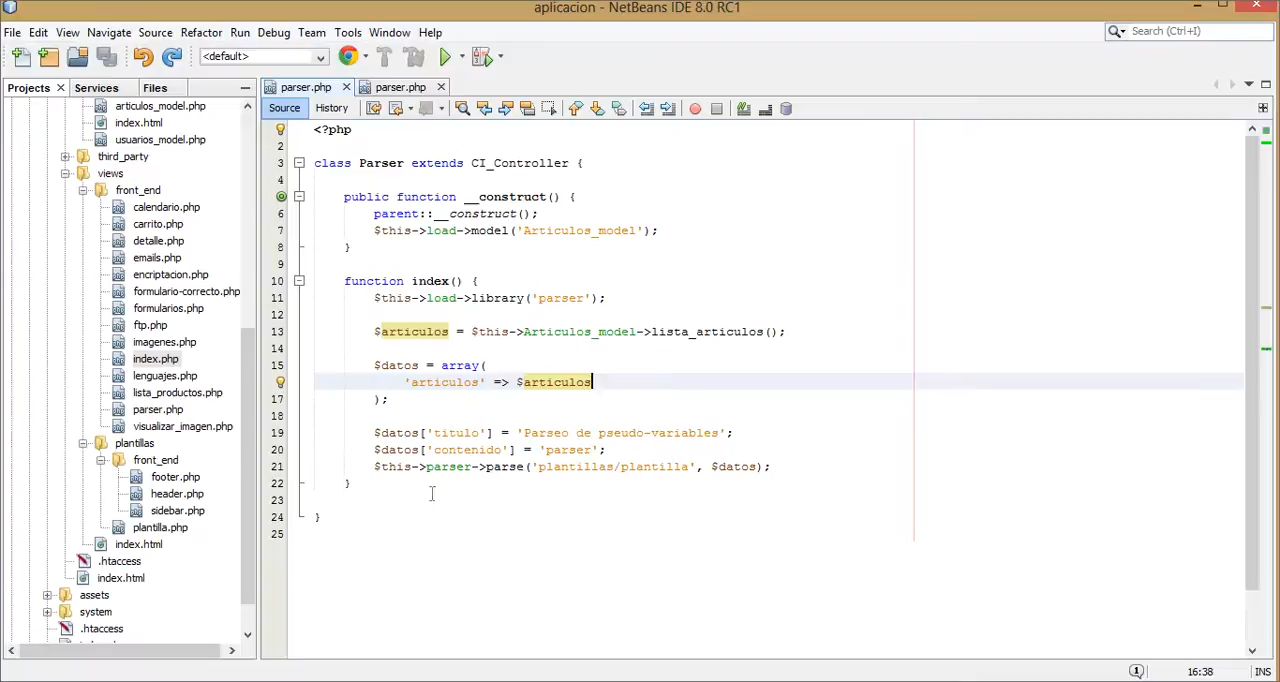 aplicacion - NetBeans IDE 8.0 RC1
File Edit View Navigate Source Refactor Run Debug Team Tools Window Help
Search (Ctrl+I)
<default>
Projects Services Files
parser.php parser.php
Source History
articulos_model.php
index.html
usuarios_model.php
third_party
views
front_end
calendario.php
carrito.php
detalle.php
emails.php
encriptacion.php
formulario-correcto.php
formularios.php
ftp.php
imagenes.php
index.php
lenguajes.php
lista_productos.php
parser.php
visualizar_imagen.php
plantillas
front_end
footer.php
header.php
sidebar.php
plantilla.php
index.html
.htaccess
index.html
assets
system
.htaccess
<?php
2
3 class Parser extends CI_Controller {
4
public function __construct() {
6 parent::__construct();
7 $this->load->model('Articulos_model');
8 }
9
10 function index() {
11 $this->load->library('parser');
12
13 $articulos = $this->Articulos_model->lista_articulos();
14
15 $datos = array(
'articulos' => $articulos
17 );
18
19 $datos['titulo'] = 'Parseo de pseudo-variables';
20 $datos['contenido'] = 'parser';
21 $this->parser->parse('plantillas/plantilla', $datos);
22 }
23
24 }
25
1 16:38 INS